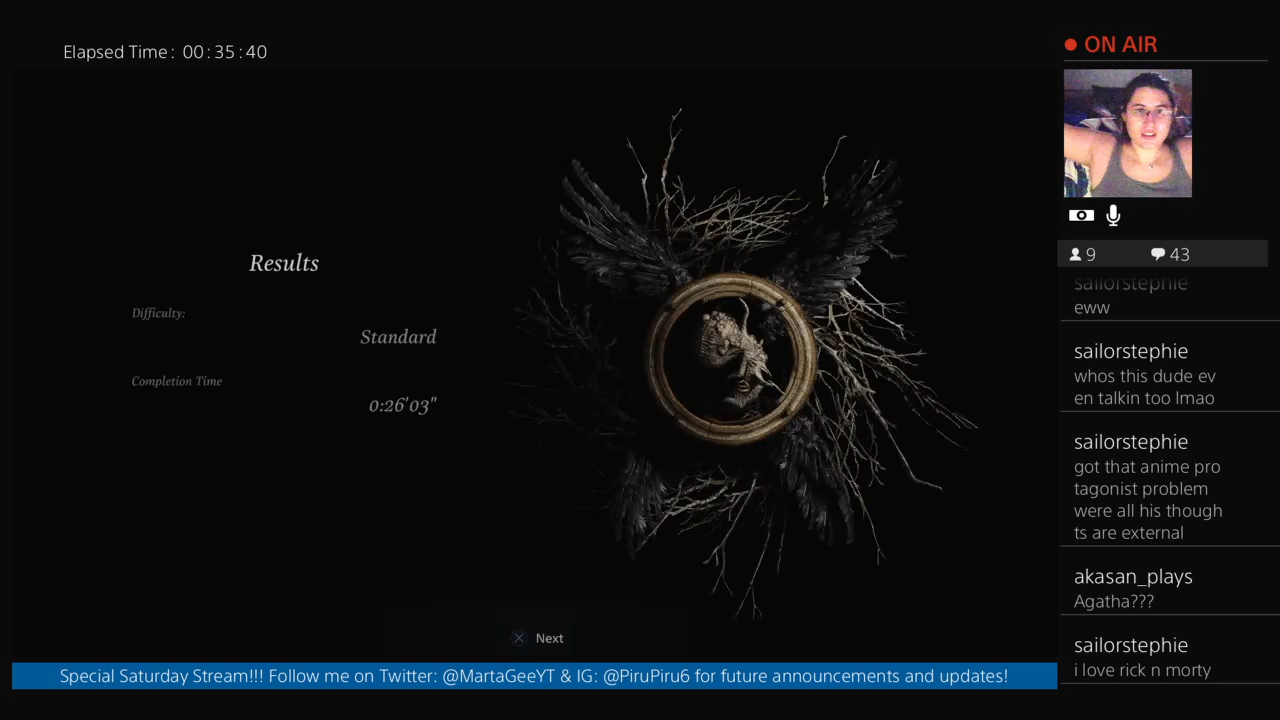 Elapsed Time: 00:35:40
ON AIR
9 43
Results
Difficulty:
Standard
Completion Time
0:26'03"
Next
Special Saturday Stream!!! Follow me on Twitter: @MartaGeeYT & IG: @PiruPiru6 for future announcements and updates!
sailorstephie
eww
sailorstephie
whos this dude ev
en talkin too lmao
sailorstephie
got that anime pro
tagonist problem
were all his though
ts are external
akasan_plays
Agatha???
sailorstephie
i love rick n morty